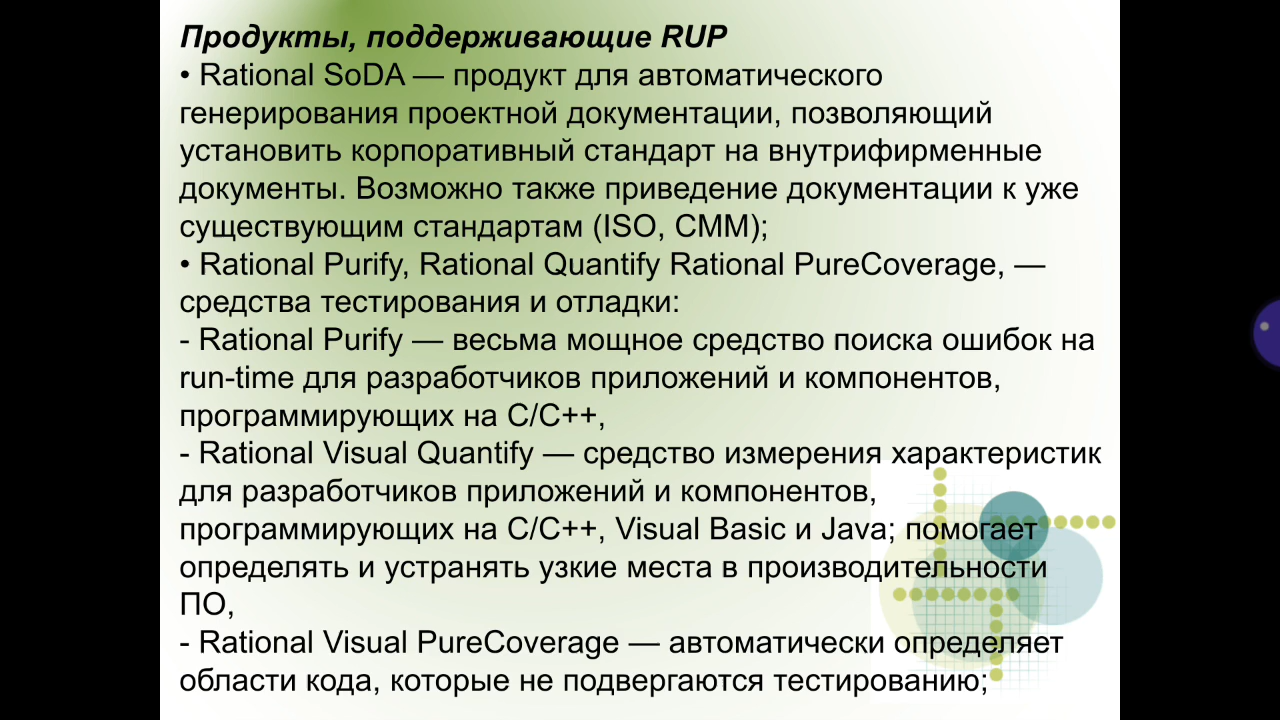 Продукты, поддерживающие RUP
• Rational SoDA — продукт для автоматического
генерирования проектной документации, позволяющий
установить корпоративный стандарт на внутрифирменные
документы. Возможно также приведение документации к уже
существующим стандартам (ISO, CMM);
• Rational Purify, Rational Quantify Rational PureCoverage, —
средства тестирования и отладки:
- Rational Purify — весьма мощное средство поиска ошибок на
run-time для разработчиков приложений и компонентов,
программирующих на C/C++,
- Rational Visual Quantify — средство измерения характеристик
для разработчиков приложений и компонентов,
программирующих на C/C++, Visual Basic и Java; помогает
определять и устранять узкие места в производительности
ПО,
- Rational Visual PureCoverage — автоматически определяет
области кода, которые не подвергаются тестированию;